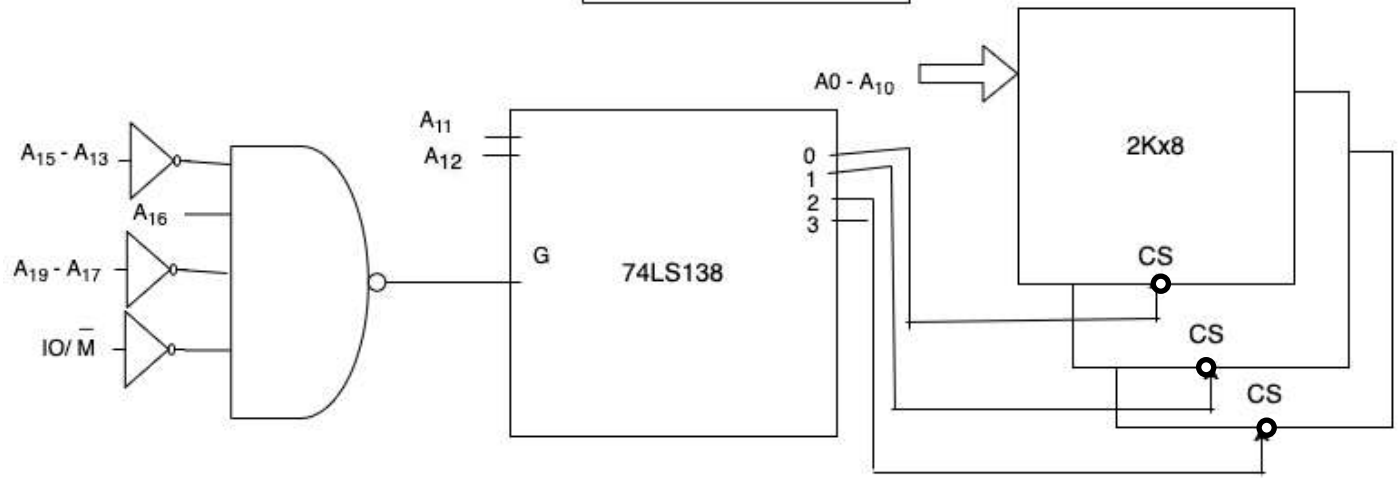 A₁₅ - A₁₃
A₁₆
A₁₉ - A₁₇
IO/ M̅
A₁₁
A₁₂
G
74LS138
0
1
2
3
A0 - A₁₀
2Kx8
CS
CS
CS